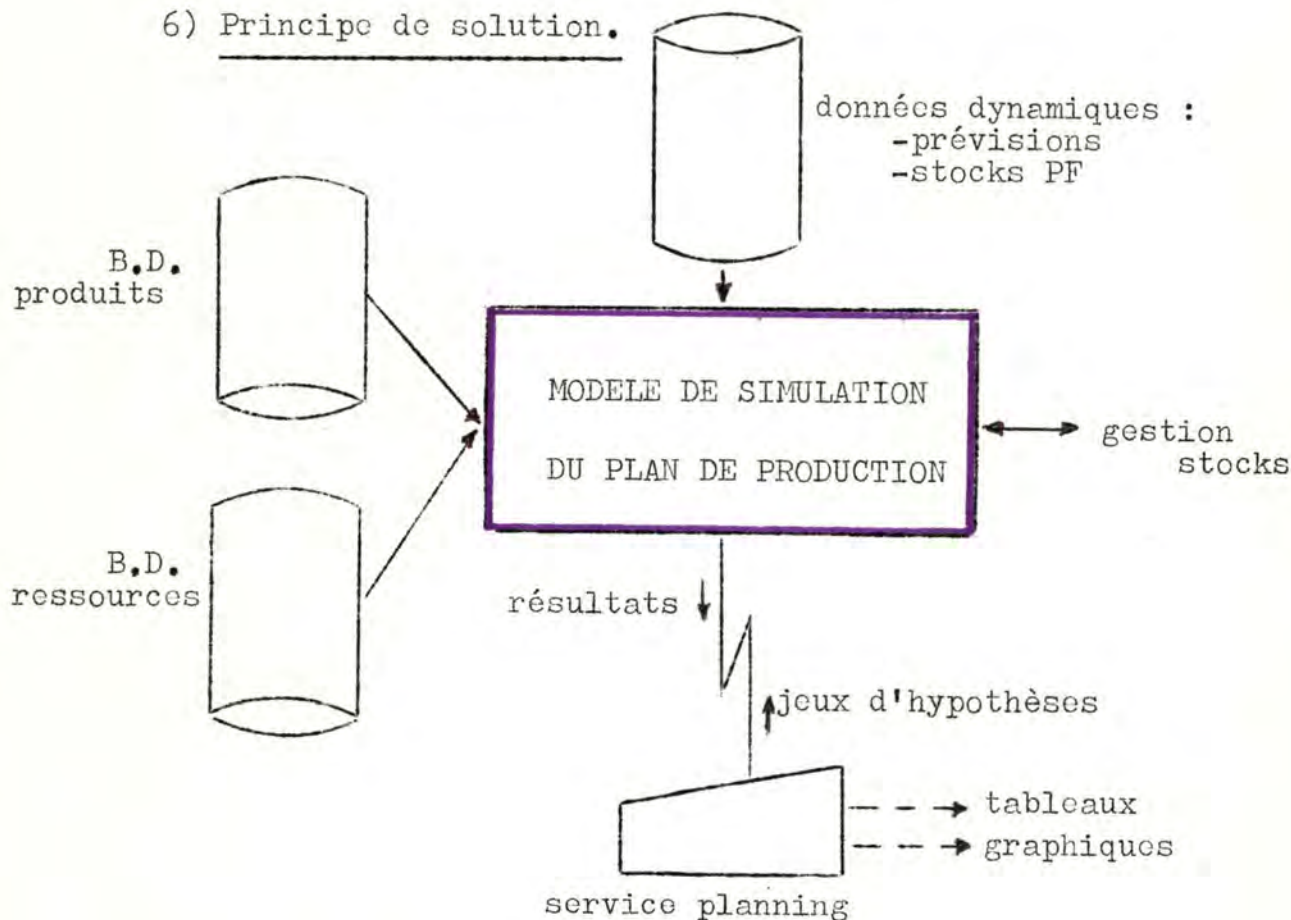 6) Principe de solution.
données dynamiques :
-prévisions
-stocks PF
B.D.
produits
MODELE DE SIMULATION
DU PLAN DE PRODUCTION
gestion
stocks
B.D.
ressources
résultats
jeux d'hypothèses
tableaux
graphiques
service planning